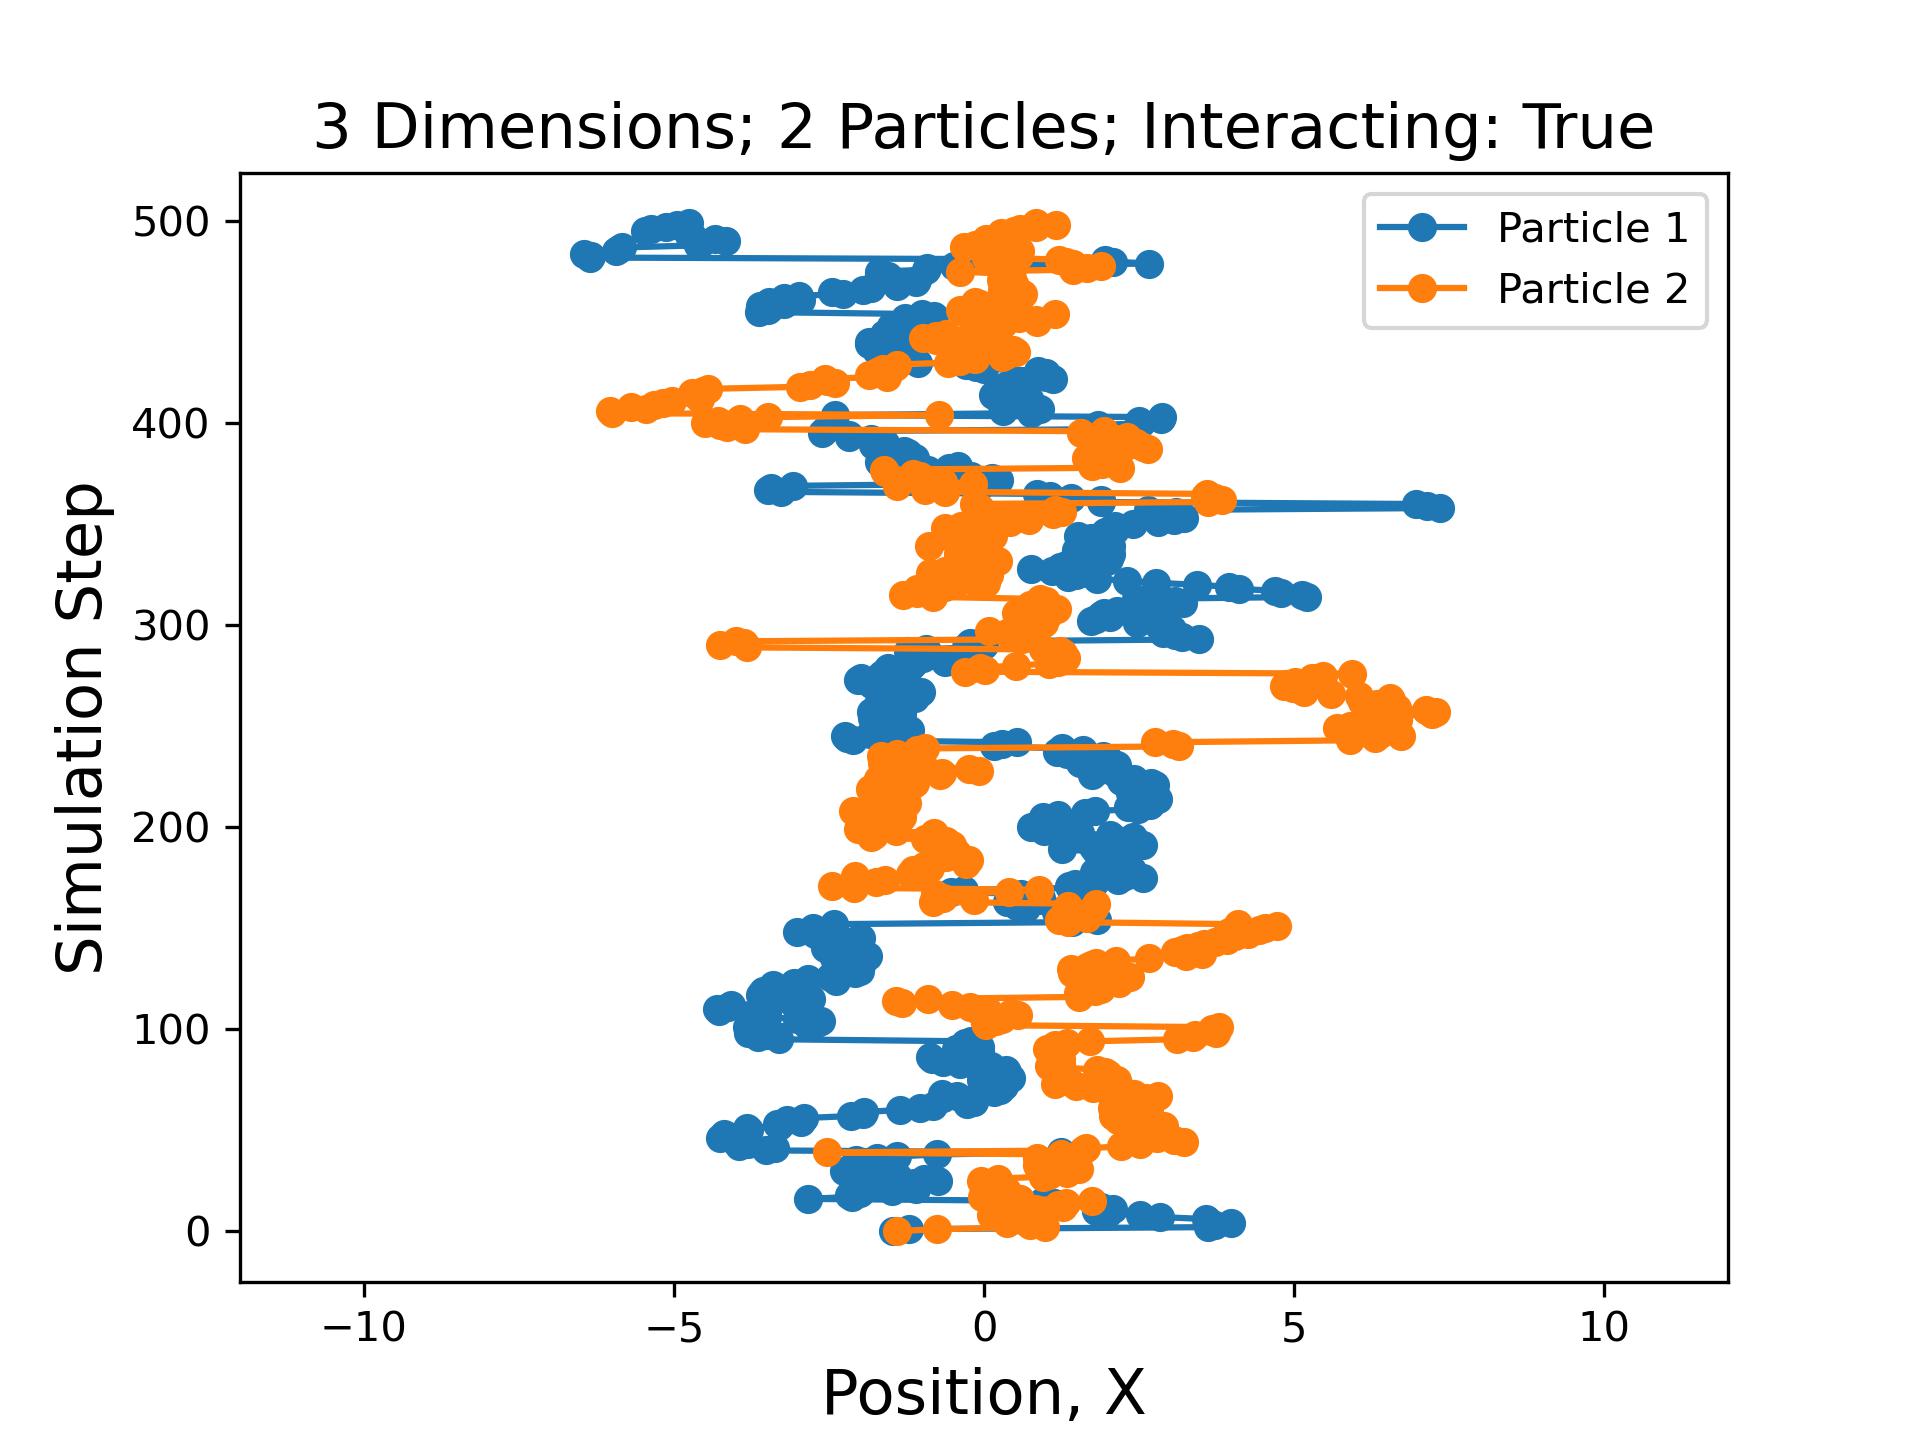 3 Dimensions; 2 Particles; Interacting: True
Particle 1
Particle 2
500
400
300
200
100
0
Simulation Step
−10
−5
0
5
10
Position, X